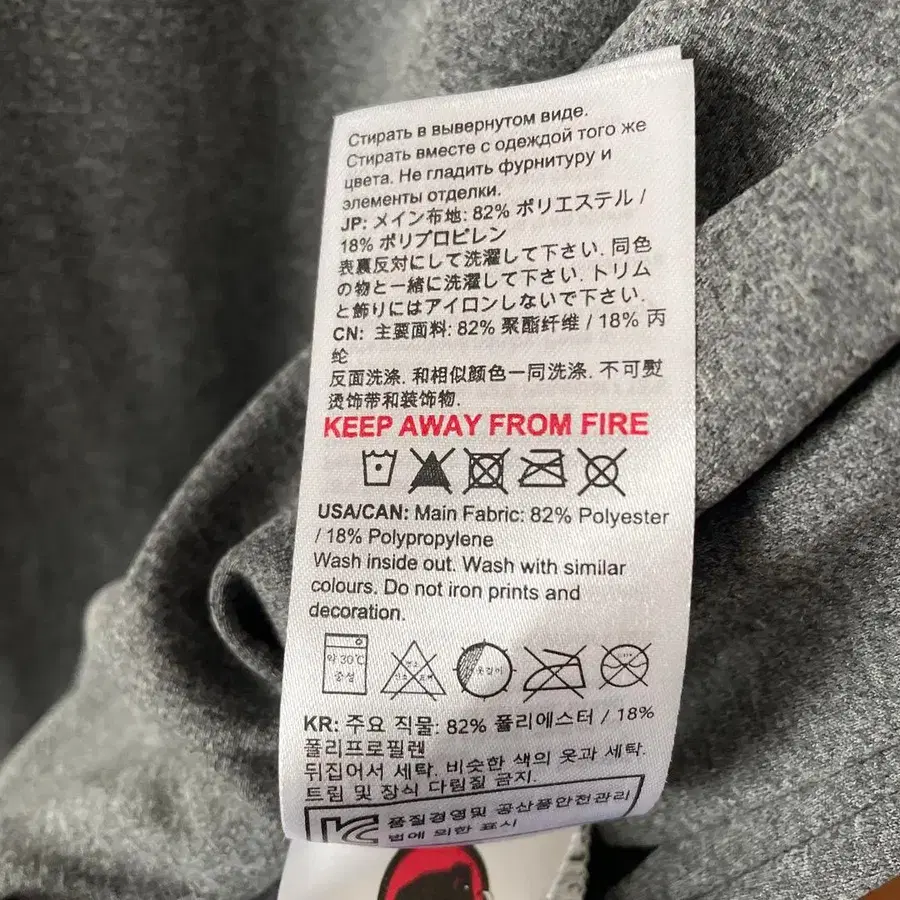 Стирать в вывернутом виде.
Стирать вместе с одеждой того же
цвета. Не гладить фурнитуру и
элементы отделки.
JP: メイン布地: 82% ポリエステル /
18% ポリプロピレン
表裏反対にして洗濯して下さい. 同色
の物と一緒に洗濯して下さい. トリム
と飾りにはアイロンしないで下さい.
CN: 主要面料: 82% 聚酯纤维 / 18% 丙
纶
反面洗涤. 和相似颜色一同洗涤. 不可熨
烫饰带和装饰物.
KEEP AWAY FROM FIRE
USA/CAN: Main Fabric: 82% Polyester
/ 18% Polypropylene
Wash inside out. Wash with similar
colours. Do not iron prints and
decoration.
약 30℃
중성
옷걸이
KR: 주요 직물: 82% 폴리에스터 / 18%
폴리프로필렌
뒤집어서 세탁. 비슷한 색의 옷과 세탁.
트림 및 장식 다림질 금지.
품질경영및 공산품안전관리
법에 의한 표시